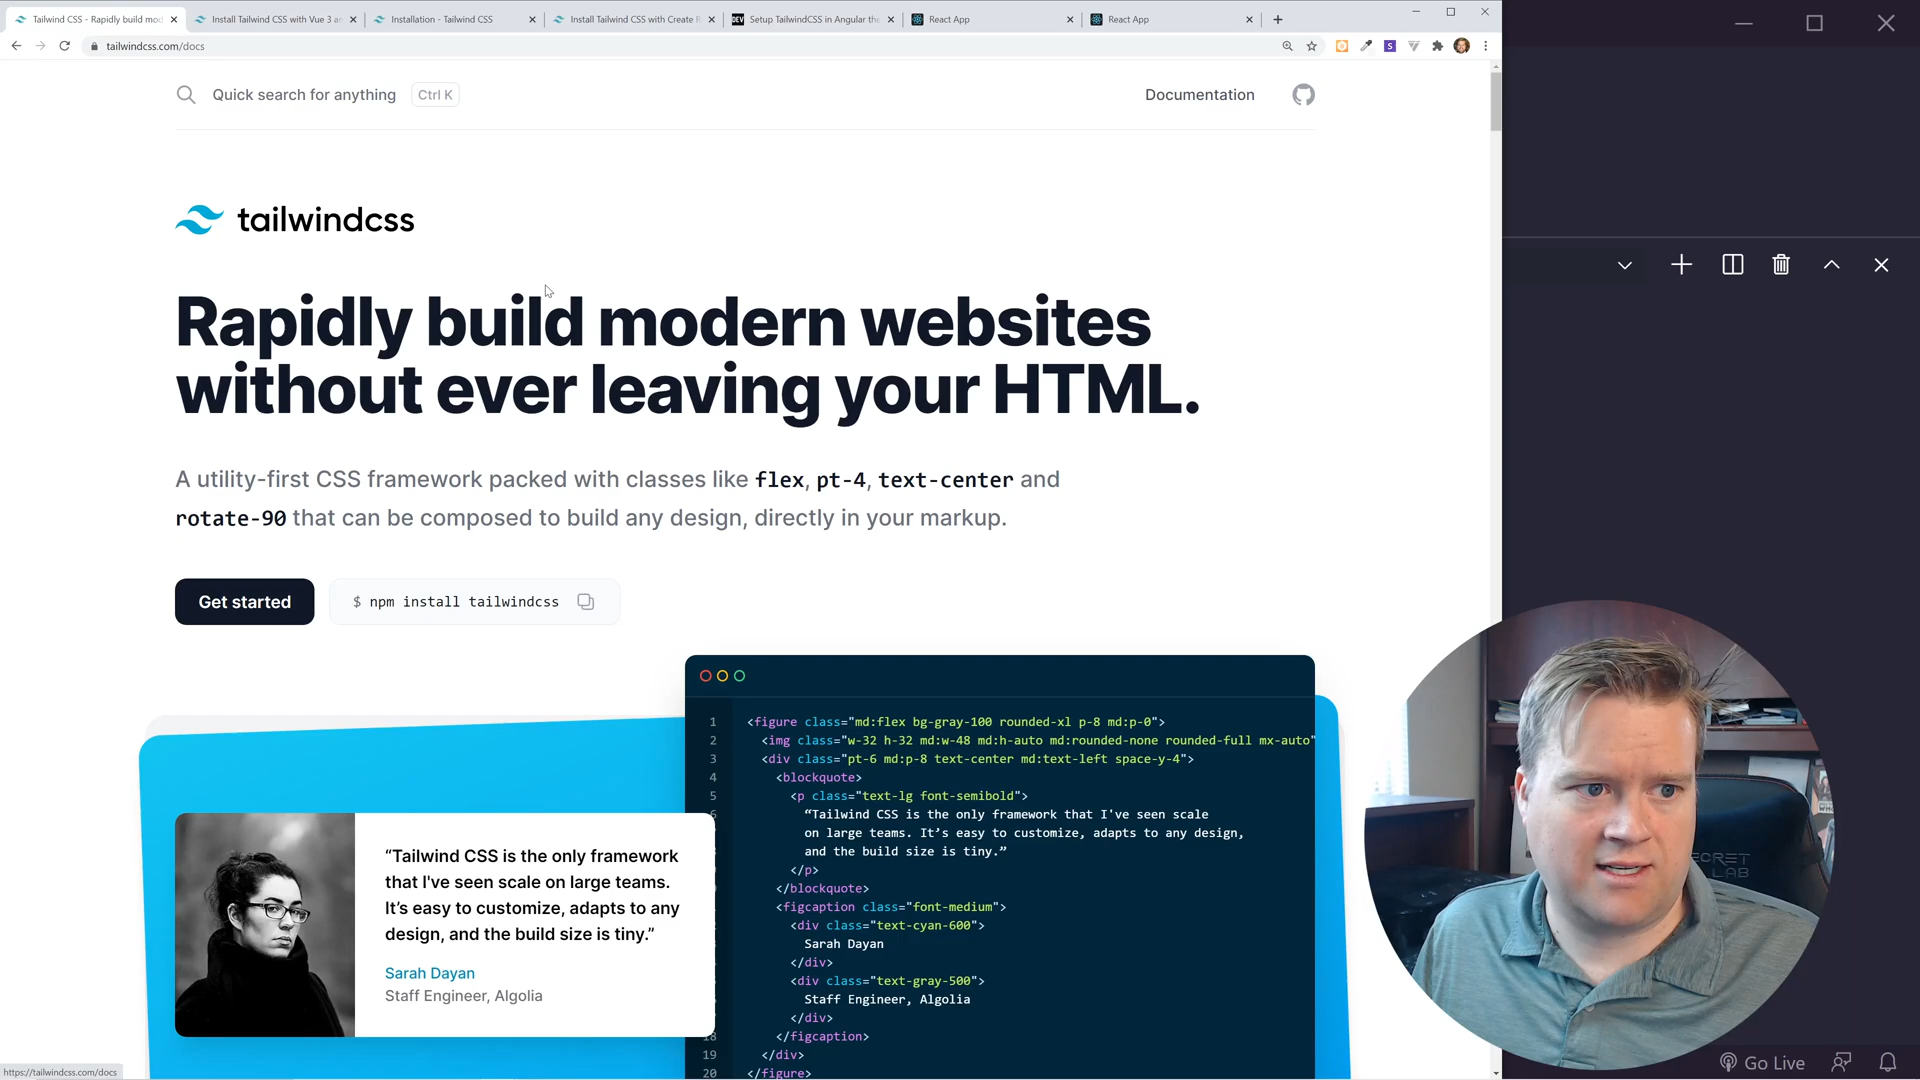 Tailwind CSS - Rapidly build mod
Install Tailwind CSS with Vue 3 an
Installation - Tailwind CSS
Install Tailwind CSS with Create R
DEV
Setup TailwindCSS in Angular the
React App
React App
tailwindcss.com/docs
Quick search for anything
Ctrl K
Documentation
tailwindcss
Rapidly build modern websites
without ever leaving your HTML.
A utility-first CSS framework packed with classes like flex, pt-4, text-center and
rotate-90 that can be composed to build any design, directly in your markup.
Get started
$ npm install tailwindcss
1 <figure class="md:flex bg-gray-100 rounded-xl p-8 md:p-0">
2 <img class="w-32 h-32 md:w-48 md:h-auto md:rounded-none rounded-full mx-auto"
3 <div class="pt-6 md:p-8 text-center md:text-left space-y-4">
4 <blockquote>
5 <p class="text-lg font-semibold">
“Tailwind CSS is the only framework that I've seen scale
on large teams. It’s easy to customize, adapts to any design,
and the build size is tiny.”
</p>
</blockquote>
<figcaption class="font-medium">
<div class="text-cyan-600">
Sarah Dayan
</div>
<div class="text-gray-500">
Staff Engineer, Algolia
</div>
18 </figcaption>
19 </div>
20 </figure>
“Tailwind CSS is the only framework
that I've seen scale on large teams.
It’s easy to customize, adapts to any
design, and the build size is tiny.”
Sarah Dayan
Staff Engineer, Algolia
SECRET
LAB
https://tailwindcss.com/docs
Go Live